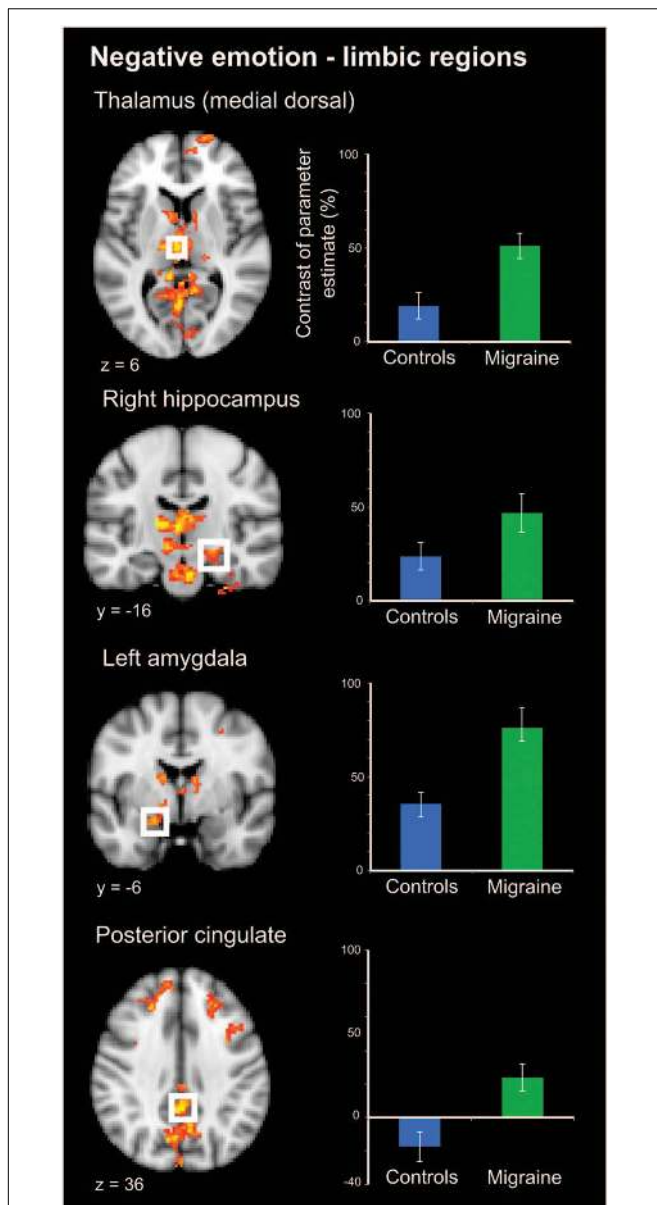 Negative emotion - limbic regions
Thalamus (medial dorsal)
Contrast of parameter
estimate (%)
100
50
0
Controls Migraine
z = 6
Right hippocampus
100
50
0
Controls Migraine
y = -16
Left amygdala
100
50
0
Controls Migraine
y = -6
Posterior cingulate
100
50
0
-40
Controls Migraine
z = 36